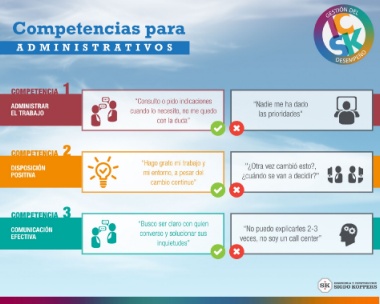 Competencias para
ADMINISTRATIVOS
GESTIÓN DEL
DESEMPEÑO
SK
COMPETENCIA 1
ADMINISTRAR
EL TRABAJO
"Consulto o pido indicaciones
cuando lo necesito, no me quedo
con la duda"
"Nadie me ha dado
las prioridades"
COMPETENCIA 2
DISPOSICIÓN
POSITIVA
"Hago grato mi trabajo y
mi entorno, a pesar del
cambio continuo"
"¿Otra vez cambió esto?,
¿cuándo se van a decidir?"
COMPETENCIA 3
COMUNICACIÓN
EFECTIVA
"Busco ser claro con quien
converso y solucionar sus
inquietudes"
"No puedo explicarles 2-3
veces, no soy un call center"
SK